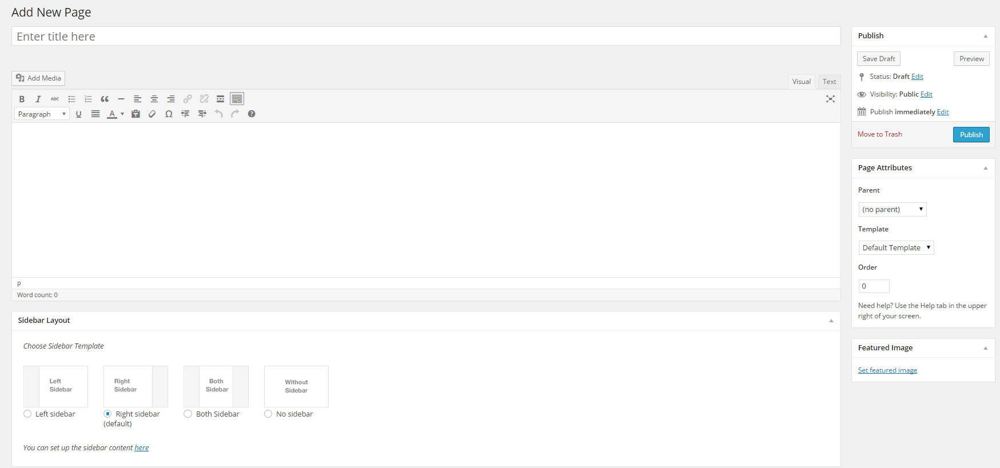 Add New Page
Enter title here
Add Media
Visual Text
B I ABC
Paragraph U A Ω ?
p
Word count: 0
Sidebar Layout
Choose Sidebar Template
Left
Sidebar
Right
Sidebar
Both
Sidebar
Without
Sidebar
Left sidebar
Right sidebar
(default)
Both Sidebar
No sidebar
You can set up the sidebar content here
Publish
Save Draft Preview
Status: Draft Edit
Visibility: Public Edit
Publish immediately Edit
Move to Trash Publish
Page Attributes
Parent
(no parent)
Template
Default Template
Order
0
Need help? Use the Help tab in the upper
right of your screen.
Featured Image
Set featured image